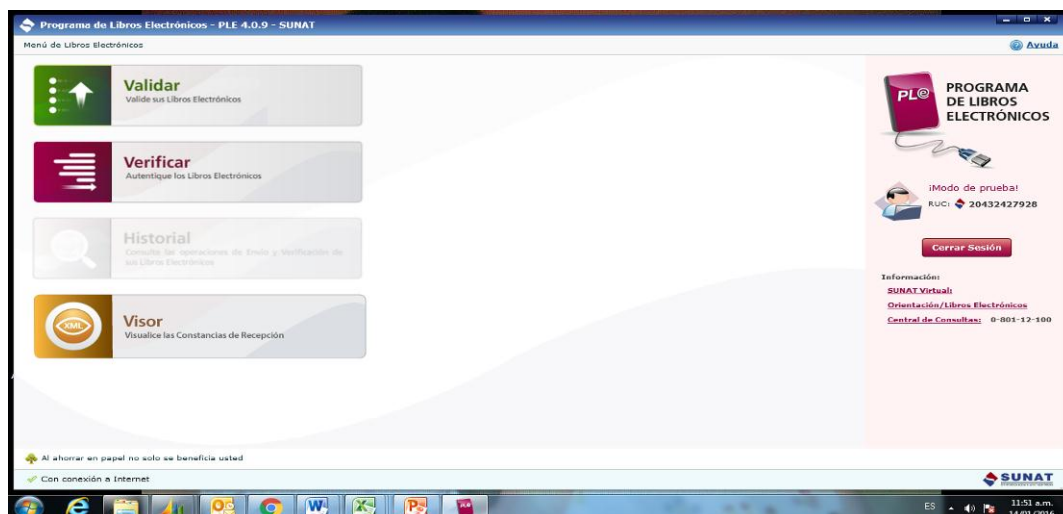 Programa de Libros Electrónicos - PLE 4.0.9 - SUNAT
Menú de Libros Electrónicos
Ayuda
Validar
Valide sus Libros Electrónicos
Verificar
Autentique los Libros Electrónicos
Historial
Consulte las operaciones de Envío y Verificación de
sus Libros Electrónicos
XML
Visor
Visualice las Constancias de Recepción
PL@
PROGRAMA
DE LIBROS
ELECTRÓNICOS
¡Modo de prueba!
RUC: 20432427928
Cerrar Sesión
Información:
SUNAT Virtual:
Orientación/Libros Electrónicos
Central de Consultas: 0-801-12-100
Al ahorrar en papel no solo se beneficia usted
Con conexión a Internet
SUNAT
ES
11:51 a.m.
14/01/2016